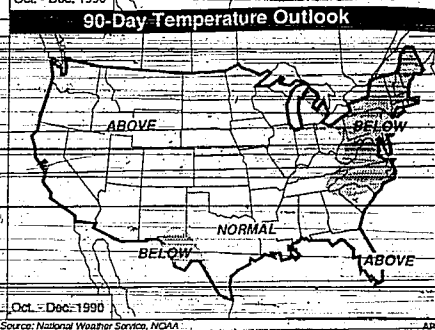 Oct. - Dec. 1990
90-Day Temperature Outlook
ABOVE
BELOW
NORMAL
BELOW
ABOVE
Oct. - Dec. 1990
Source: National Weather Service, NOAA